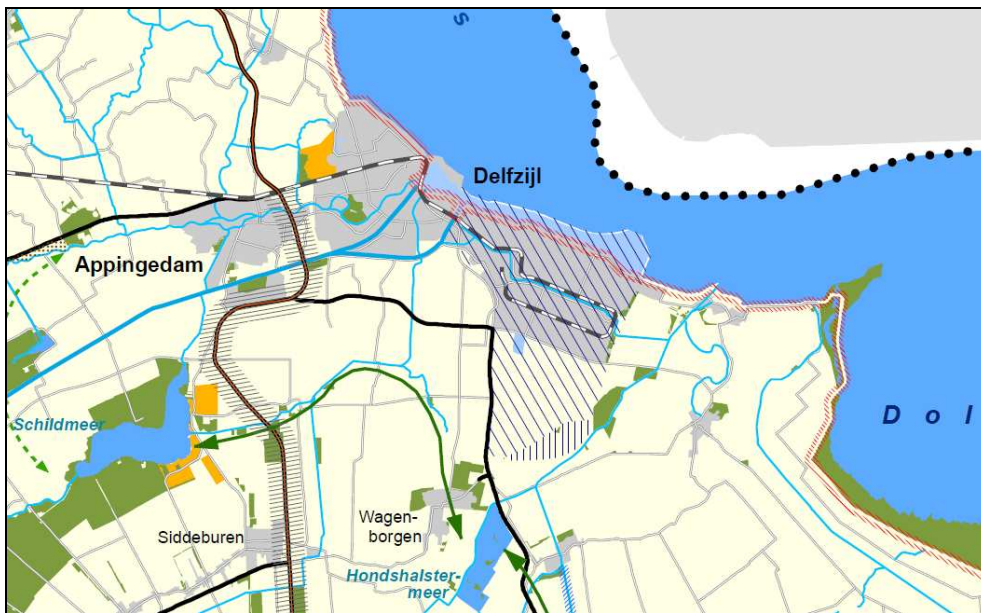 s
Delfzijl
Appingedam
Schildmeer
D o l
Siddeburen
Wagen-
borgen
Hondshalster-
meer